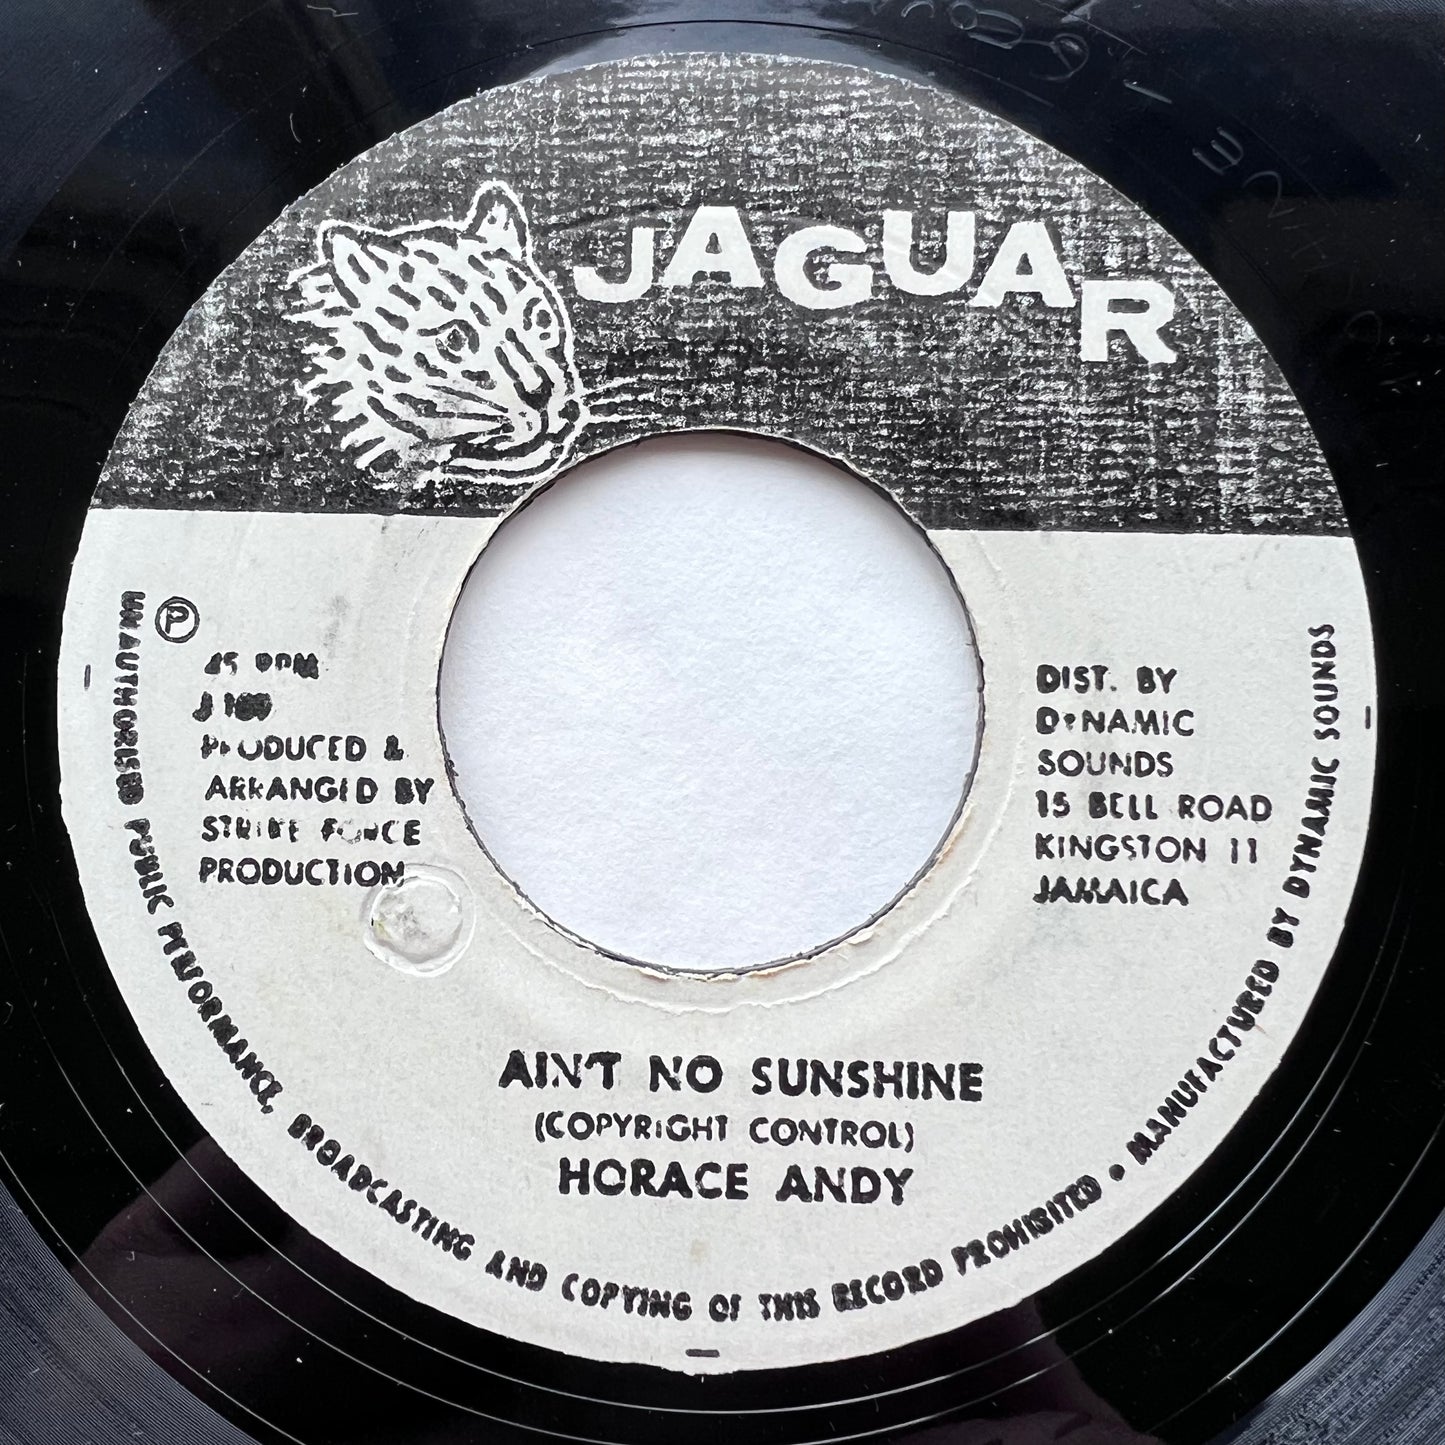 JAGUAR
℗
45 RPM
PRODUCED &
ARRANGED BY
STRIKE FORCE
PRODUCTION
DIST. BY
DYNAMIC
SOUNDS
15 BELL ROAD
KINGSTON 11
JAMAICA
AIN'T NO SUNSHINE
(COPYRIGHT CONTROL)
HORACE ANDY
UNAUTHORISED PUBLIC PERFORMANCE, BROADCASTING AND COPYING OF THIS RECORD PROHIBITED • MANUFACTURED BY DYNAMIC SOUNDS